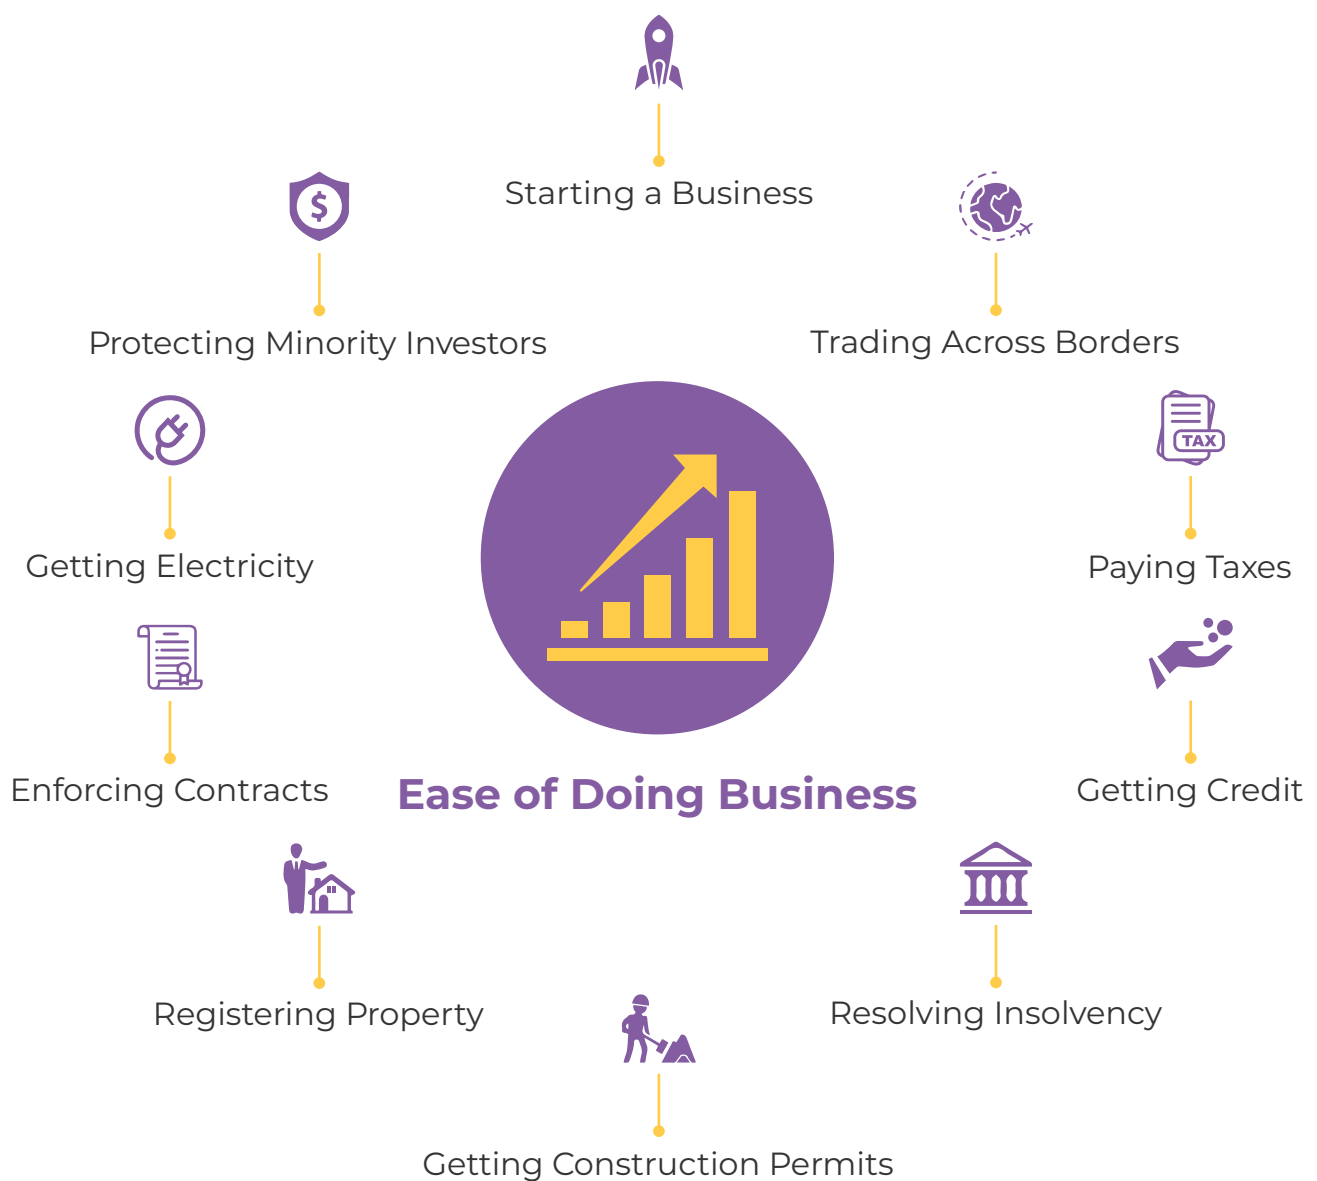 Starting a Business
$
Protecting Minority Investors
Trading Across Borders
TAX
Getting Electricity
Paying Taxes
Enforcing Contracts
Ease of Doing Business
Getting Credit
Registering Property
Resolving Insolvency
Getting Construction Permits